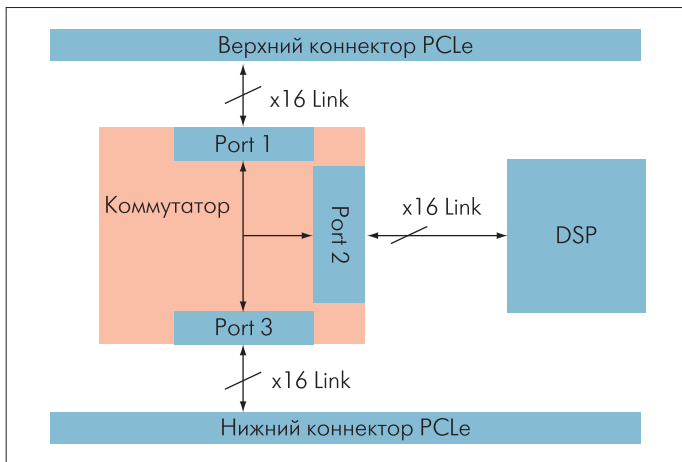 Верхний коннектор PCLe
x16 Link
Port 1
Коммутатор
Port 2
x16 Link
DSP
Port 3
x16 Link
Нижний коннектор PCLe